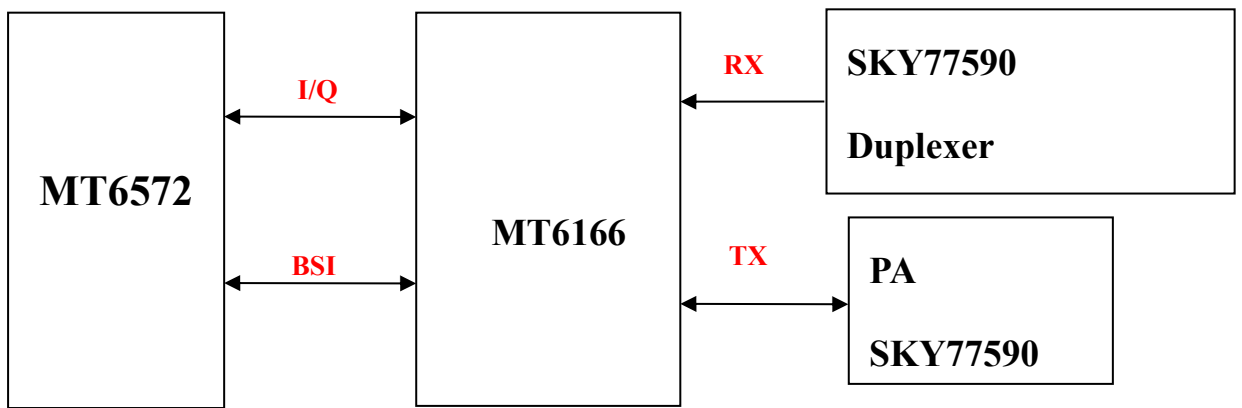 MT6572
I/Q
BSI
MT6166
RX
TX
SKY77590
Duplexer
PA
SKY77590